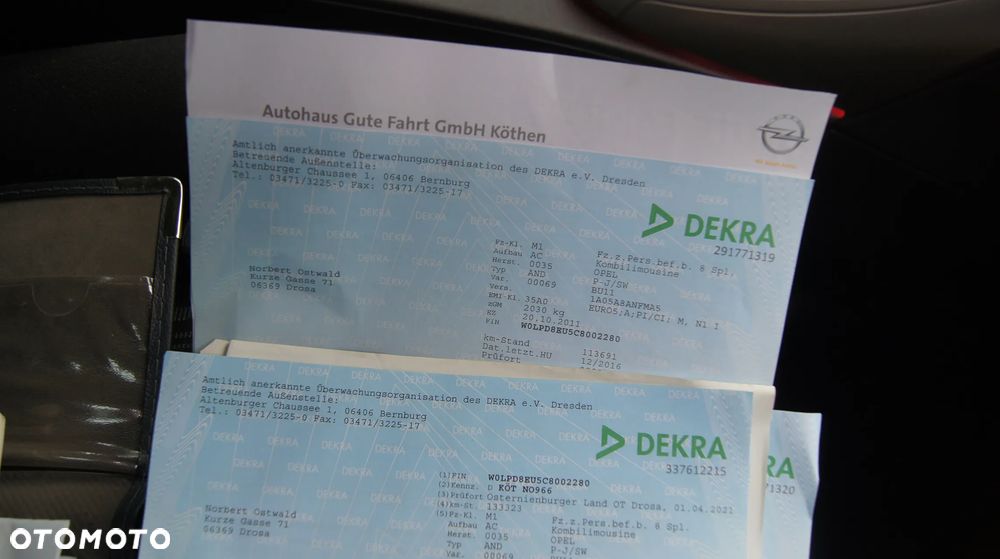 Autohaus Gute Fahrt GmbH Köthen
Amtlich anerkannte Überwachungsorganisation des DEKRA e.V. Dresden
Betreuende Außenstelle:
Altenburger Chaussee 1, 06406 Bernburg
Tel.: 03471/3225-0 Fax: 03471/3225-17
DEKRA
291771319
Norbert Ostwald
Kurze Gasse 71
06369 Drosa
Fz-Kl. M1 Fz.z.Pers.bef.b. 8 Spl.
Aufbau AC Kombilimousine
Herst. 0035 OPEL
Typ AND P-J/SW
Var. 00069 BU11
Vers. 1A05A8ANFMA5
EMI-Kl. 35A0 EURO5;A;PI/CI; M, N1 I
zGM 2030 kg
EZ 20.10.2011
FIN W0LPD8EU5C8002280
km-Stand 113691
Dat.letzt.HU 12/2016
Prüfort
Amtlich anerkannte Überwachungsorganisation des DEKRA e.V. Dresden
Betreuende Außenstelle:
Altenburger Chaussee 1, 06406 Bernburg
Tel.: 03471/3225-0 Fax: 03471/3225-17
DEKRA
337612215
RA
71320
Norbert Ostwald
Kurze Gasse 71
06369 Drosa
(1)FIN W0LPD8EU5C8002280
(2)Kennz. D KÖT NO966
(3)Prüfort Osternienburger Land OT Drosa, 01.04.2021
(4)km-St. 133323
(5)Fz-Kl. M1 Fz.z.Pers.bef.b. 8 Spl.
Aufbau AC Kombilimousine
Herst. 0035 OPEL
Typ AND P-J/SW
Var. 00069
OTOMOTO